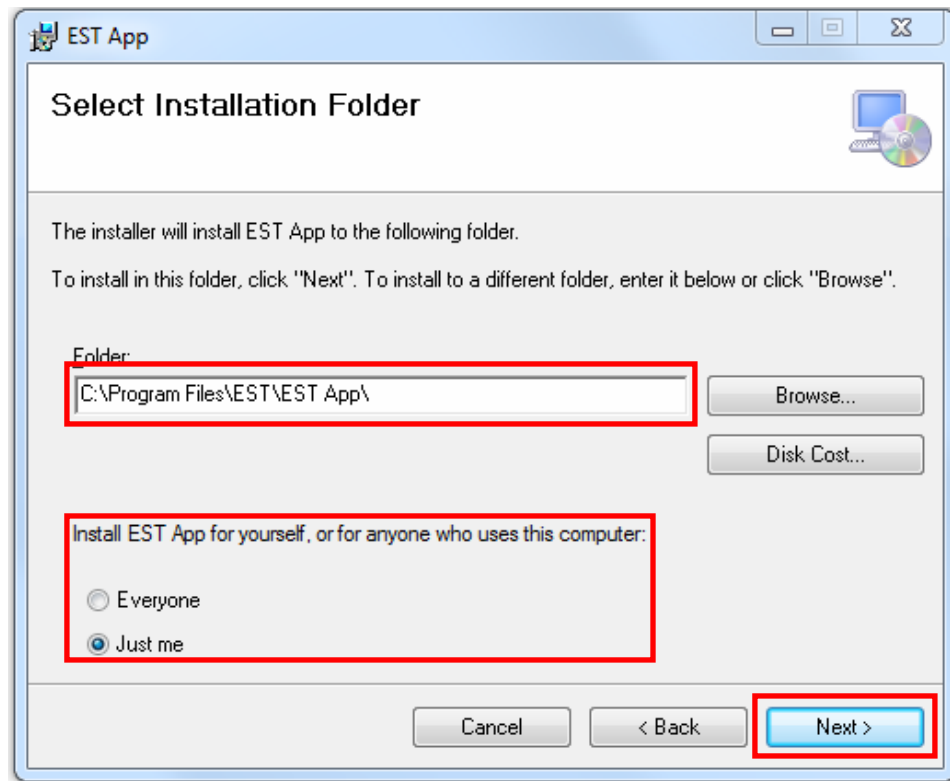 EST App
Select Installation Folder
The installer will install EST App to the following folder.
To install in this folder, click "Next". To install to a different folder, enter it below or click "Browse".
Folder:
C:\Program Files\EST\EST App\
Browse...
Disk Cost...
Install EST App for yourself, or for anyone who uses this computer:
Everyone
Just me
Cancel
< Back
Next >